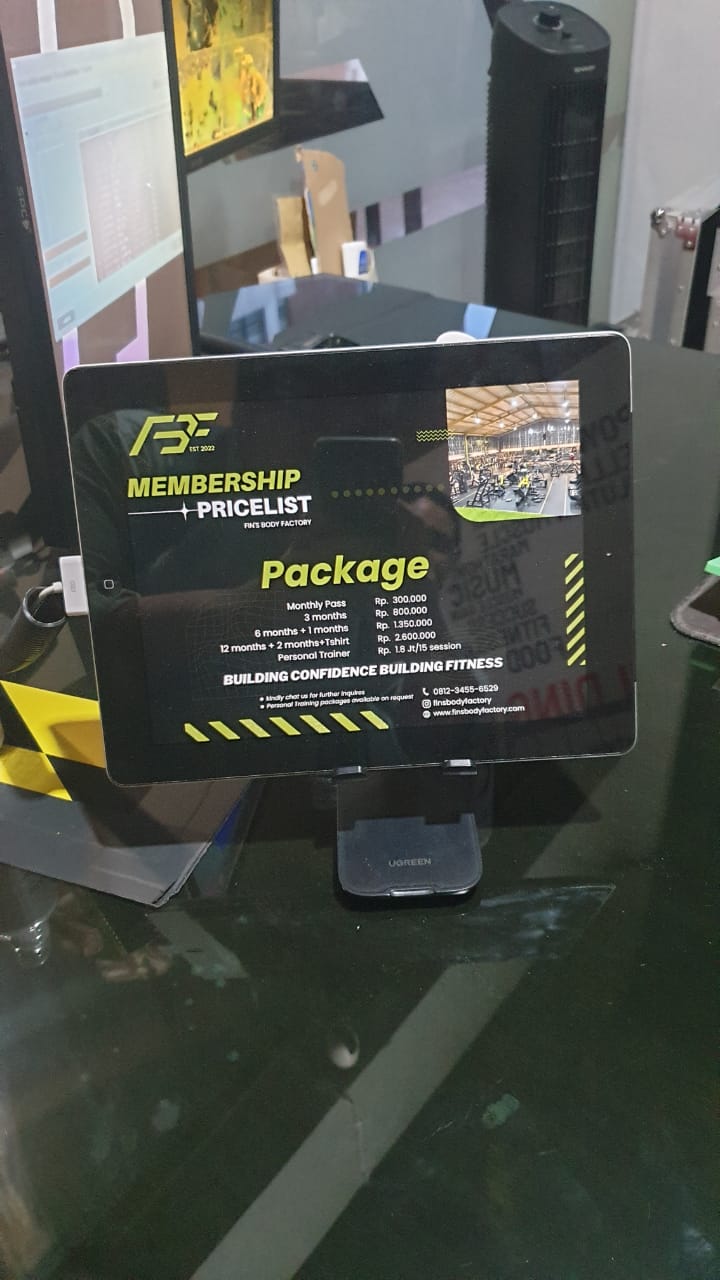 FBF
EST 2022
MEMBERSHIP
PRICELIST
FIN'S BODY FACTORY
Package
Monthly Pass Rp. 300.000
3 months Rp. 800.000
6 months + 1 months Rp. 1.350.000
12 months + 2 months+Tshirt Rp. 2.600.000
Personal Trainer Rp. 1.8 Jt/15 session
BUILDING CONFIDENCE BUILDING FITNESS
kindly chat us for further inquires
Personal Training packages available on request
0812-3455-6529
finsbodyfactory
www.finsbodyfactory.com
UGREEN